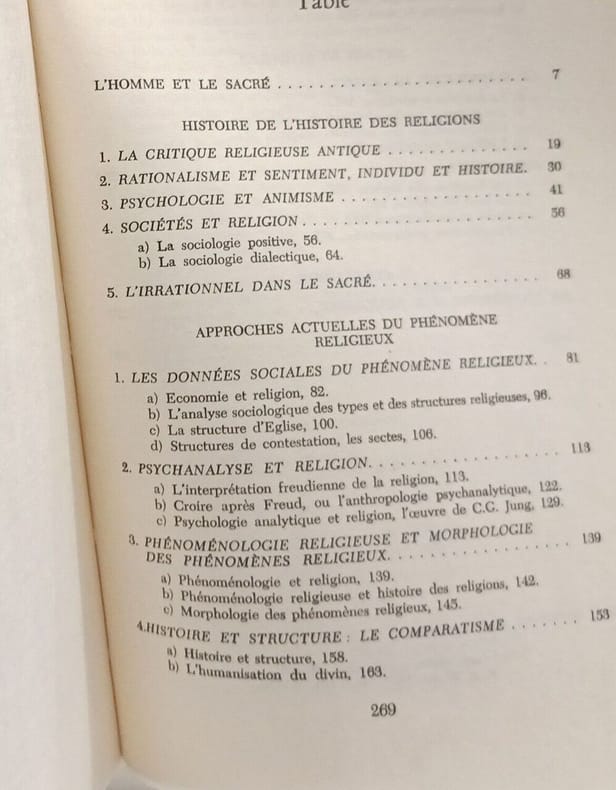 Table
L'HOMME ET LE SACRÉ . . . . . . . . . . . . . . . . . . . . . . . . . 7
HISTOIRE DE L'HISTOIRE DES RELIGIONS
1. LA CRITIQUE RELIGIEUSE ANTIQUE . . . . . . . . . . . . . . 19
2. RATIONALISME ET SENTIMENT, INDIVIDU ET HISTOIRE. 30
3. PSYCHOLOGIE ET ANIMISME . . . . . . . . . . . . . . . . . . . 41
4. SOCIÉTÉS ET RELIGION . . . . . . . . . . . . . . . . . . . . . . . 56
a) La sociologie positive, 56.
b) La sociologie dialectique, 64.
5. L'IRRATIONNEL DANS LE SACRÉ. . . . . . . . . . . . . . . . 68
APPROCHES ACTUELLES DU PHÉNOMÈNE
RELIGIEUX
1. LES DONNÉES SOCIALES DU PHÉNOMÈNE RELIGIEUX. . 81
a) Economie et religion, 82.
b) L'analyse sociologique des types et des structures religieuses, 96.
c) La structure d'Eglise, 100.
d) Structures de contestation, les sectes, 106.
2. PSYCHANALYSE ET RELIGION. . . . . . . . . . . . . . . . . . . 113
a) L'interprétation freudienne de la religion, 113.
b) Croire après Freud, ou l'anthropologie psychanalytique, 122.
c) Psychologie analytique et religion, l'œuvre de C.G. Jung, 129.
3. PHÉNOMÉNOLOGIE RELIGIEUSE ET MORPHOLOGIE
DES PHÉNOMÈNES RELIGIEUX. . . . . . . . . . . . . . . . . 139
a) Phénoménologie et religion, 139.
b) Phénoménologie religieuse et histoire des religions, 142.
c) Morphologie des phénomènes religieux, 145.
4. HISTOIRE ET STRUCTURE : LE COMPARATISME . . . . . . . 153
a) Histoire et structure, 158.
b) L'humanisation du divin, 163.
269